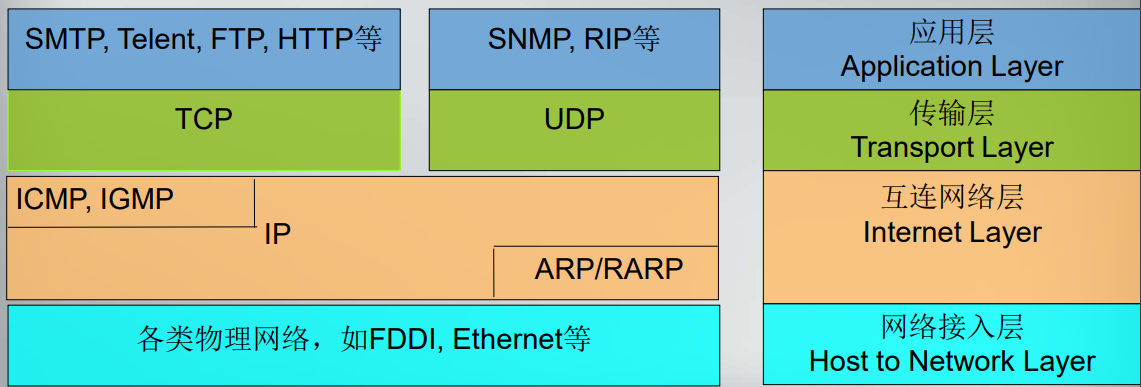 SMTP, Telent, FTP, HTTP等
SNMP, RIP等
应用层
Application Layer
TCP
UDP
传输层
Transport Layer
ICMP, IGMP
IP
ARP/RARP
互连网络层
Internet Layer
各类物理网络，如FDDI, Ethernet等
网络接入层
Host to Network Layer